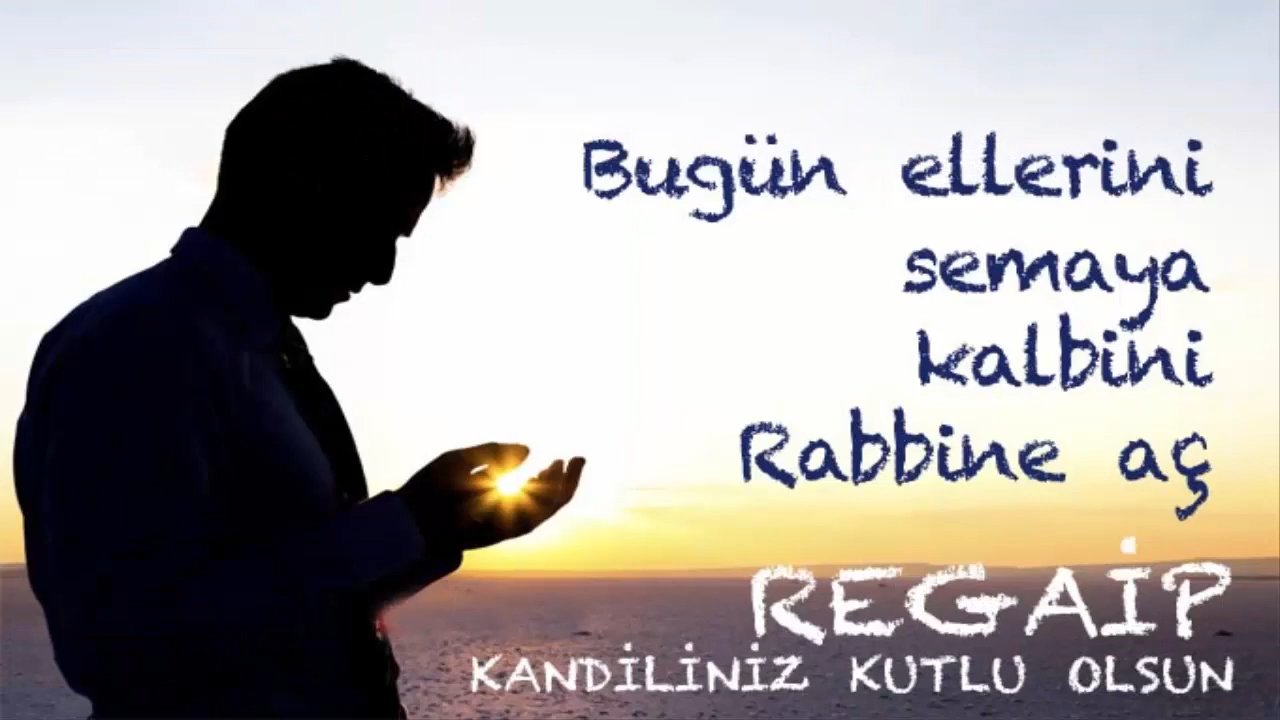 Bugün ellerini
semaya
kalbini
Rabbine aç
REGAİP
KANDİLİNİZ KUTLU OLSUN